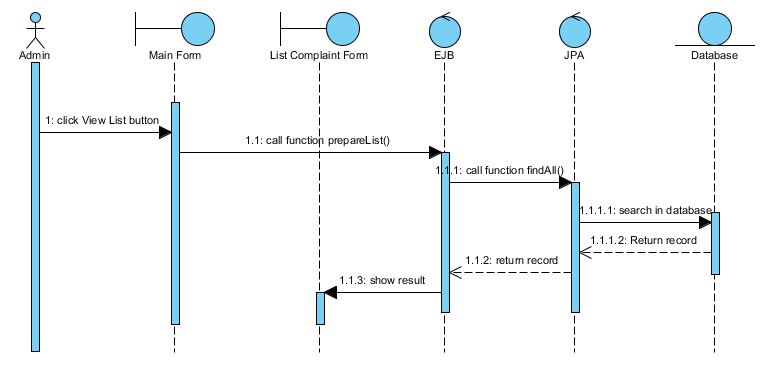 Admin
Main Form
List Complaint Form
EJB
JPA
Database
1: click View List button
1.1: call function prepareList()
1.1.1: call function findAll()
1.1.1.1: search in database
1.1.1.2: Return record
1.1.2: return record
1.1.3: show result